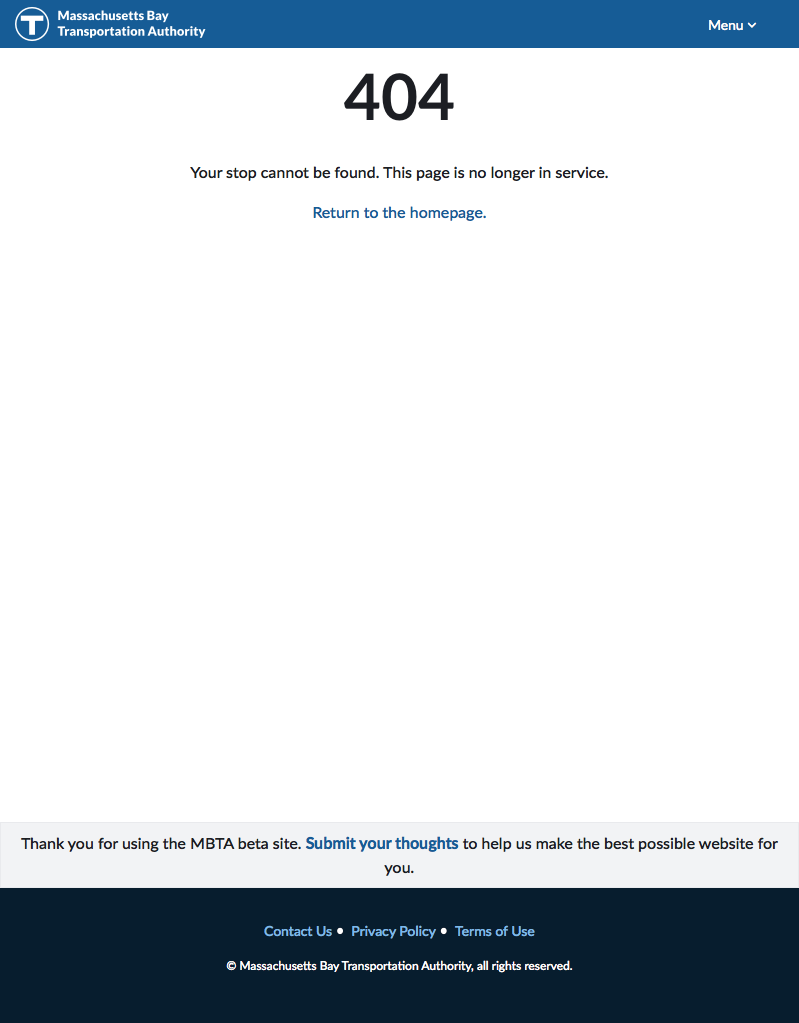 T
Massachusetts Bay
Transportation Authority
Menu
404
Your stop cannot be found. This page is no longer in service.
Return to the homepage.
Thank you for using the MBTA beta site. Submit your thoughts to help us make the best possible website for
you.
Contact Us • Privacy Policy • Terms of Use
© Massachusetts Bay Transportation Authority, all rights reserved.